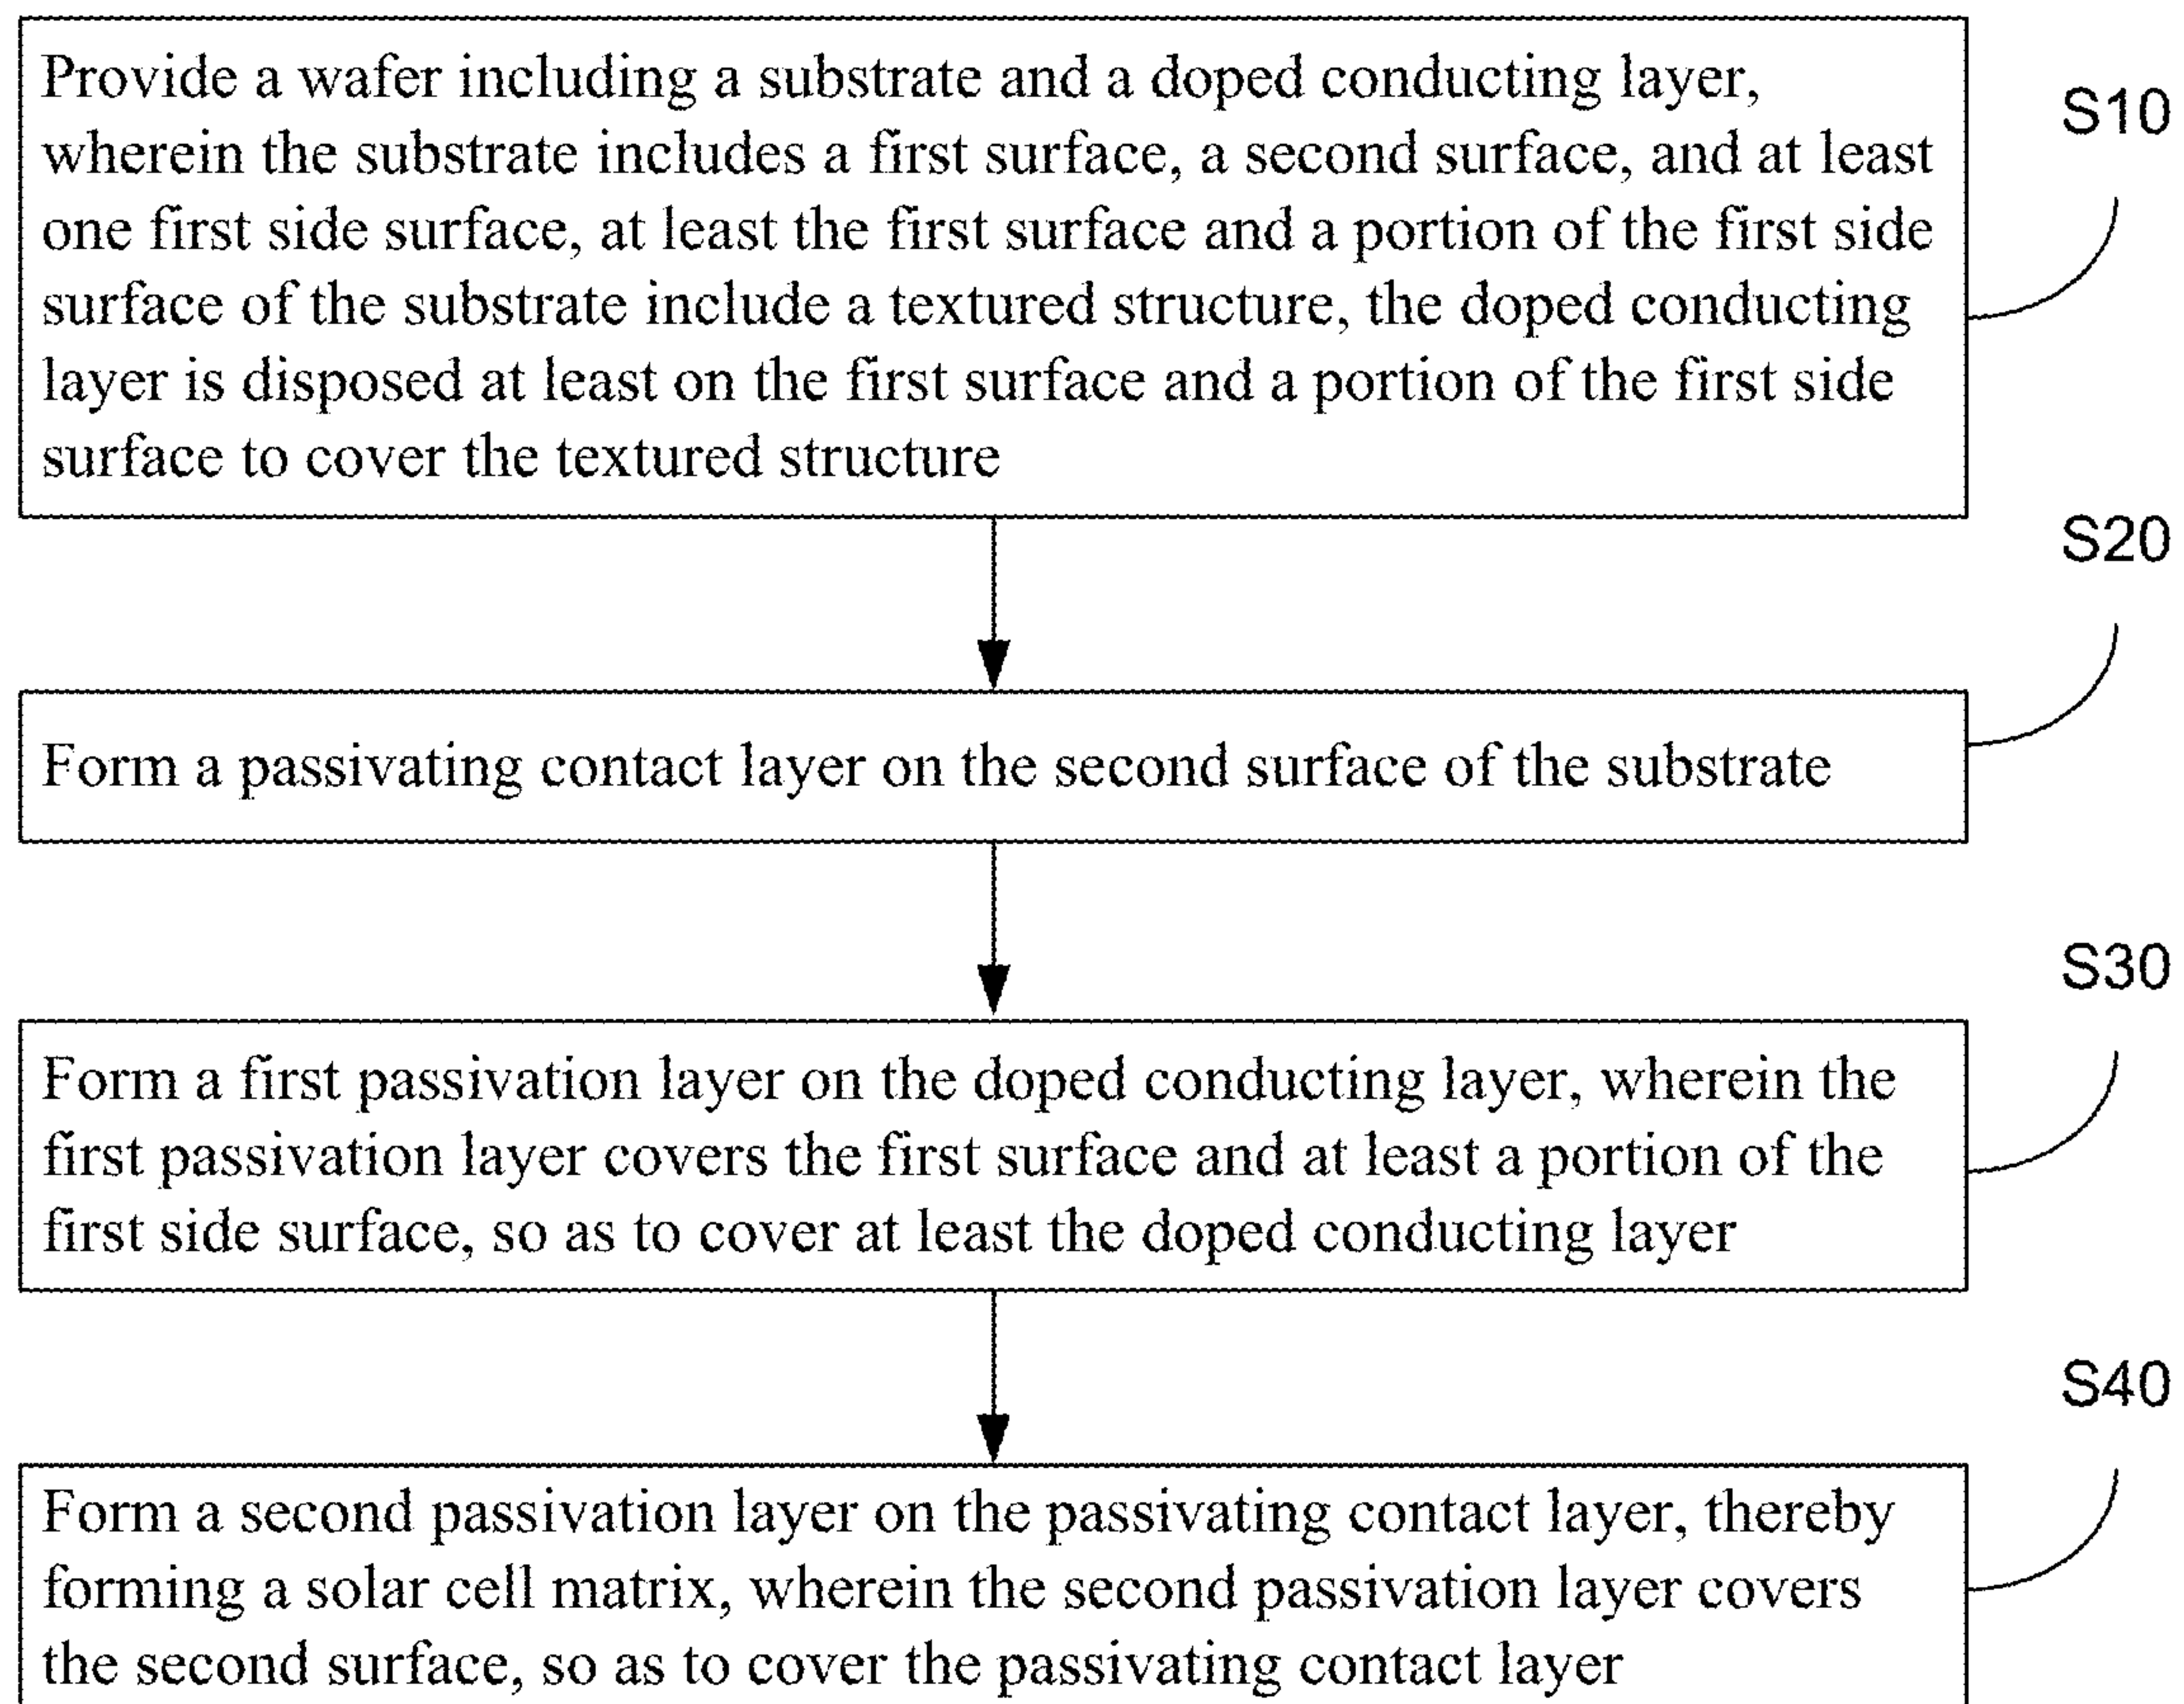 Provide a wafer including a substrate and a doped conducting layer,
wherein the substrate includes a first surface, a second surface, and at least
one first side surface, at least the first surface and a portion of the first side
surface of the substrate include a textured structure, the doped conducting
layer is disposed at least on the first surface and a portion of the first side
surface to cover the textured structure
S10
S20
Form a passivating contact layer on the second surface of the substrate
S30
Form a first passivation layer on the doped conducting layer, wherein the
first passivation layer covers the first surface and at least a portion of the
first side surface, so as to cover at least the doped conducting layer
S40
Form a second passivation layer on the passivating contact layer, thereby
forming a solar cell matrix, wherein the second passivation layer covers
the second surface, so as to cover the passivating contact layer